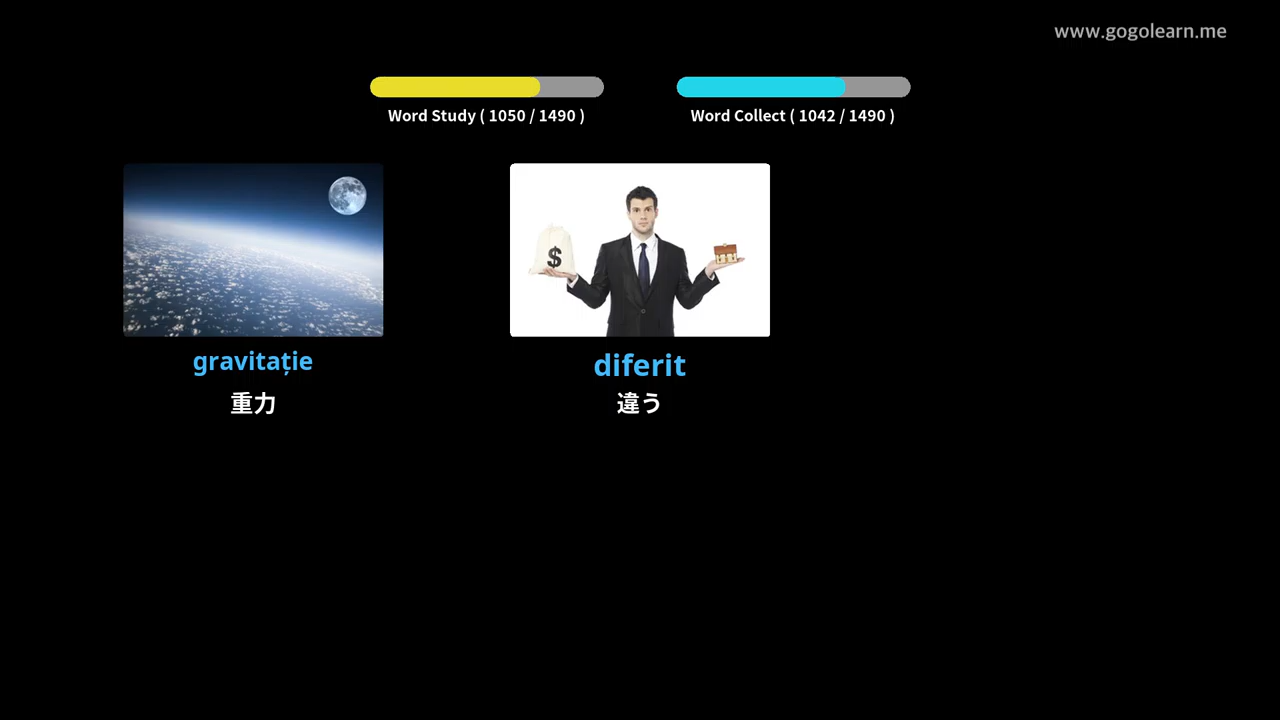 www.gogolearn.me
Word Study ( 1050 / 1490 )
Word Collect ( 1042 / 1490 )
$
gravitație
diferit
重力
違う